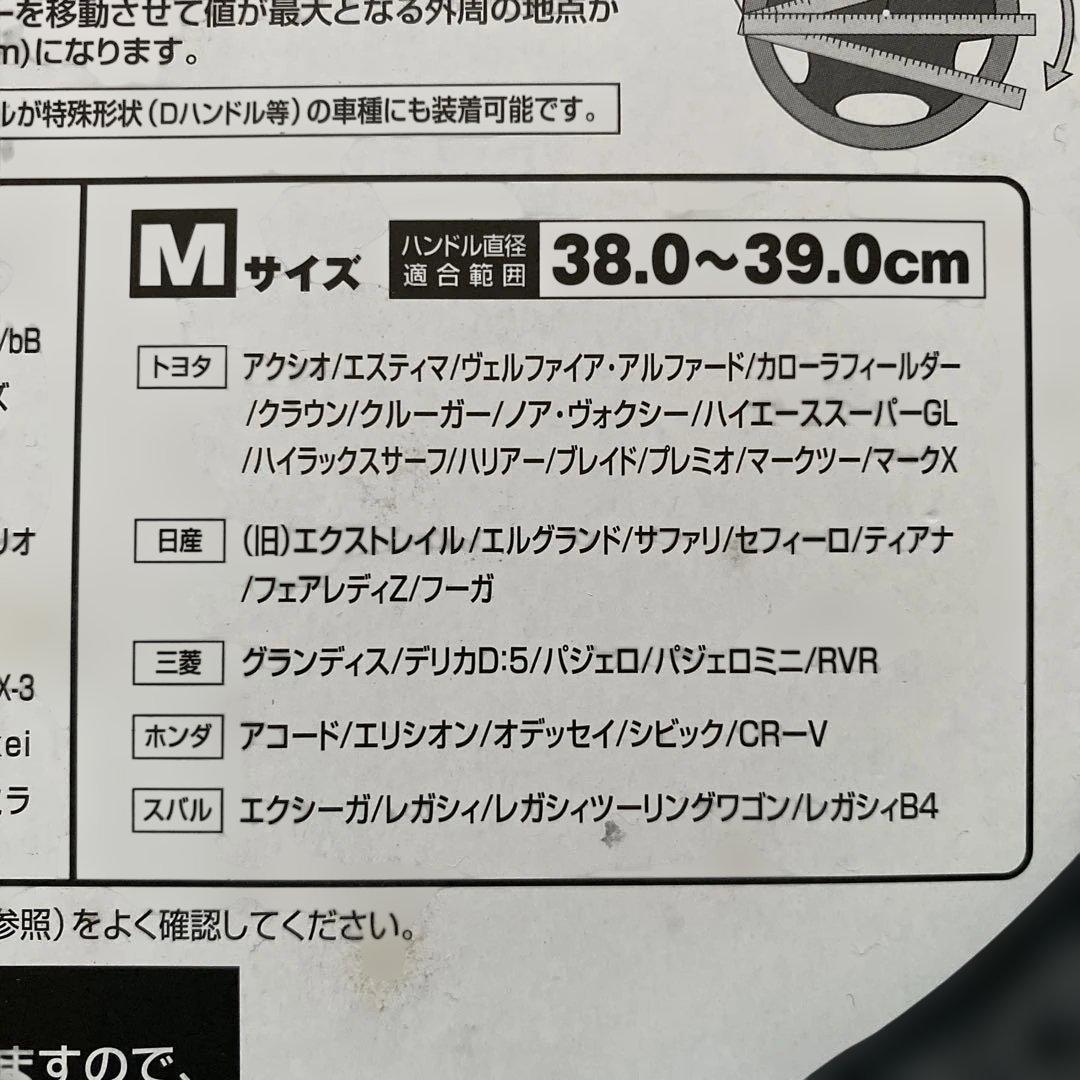 ーを移動させて値が最大となる外周の地点が
m)になります。
ルが特殊形状(Dハンドル等)の車種にも装着可能です。
Mサイズ ハンドル直径適合範囲 38.0〜39.0cm
/bB
ズ
リオ
X-3
kei
ミラ
トヨタ アクシオ/エスティマ/ヴェルファイア・アルファード/カローラフィールダー
/クラウン/クルーガー/ノア・ヴォクシー/ハイエーススーパーGL
/ハイラックスサーフ/ハリアー/ブレイド/プレミオ/マークツー/マークX
日産 (旧)エクストレイル/エルグランド/サファリ/セフィーロ/ティアナ
/フェアレディZ/フーガ
三菱 グランディス/デリカD:5/パジェロ/パジェロミニ/RVR
ホンダ アコード/エリシオン/オデッセイ/シビック/CR−V
スバル エクシーガ/レガシィ/レガシィツーリングワゴン/レガシィB4
参照)をよく確認してください。
ますので、